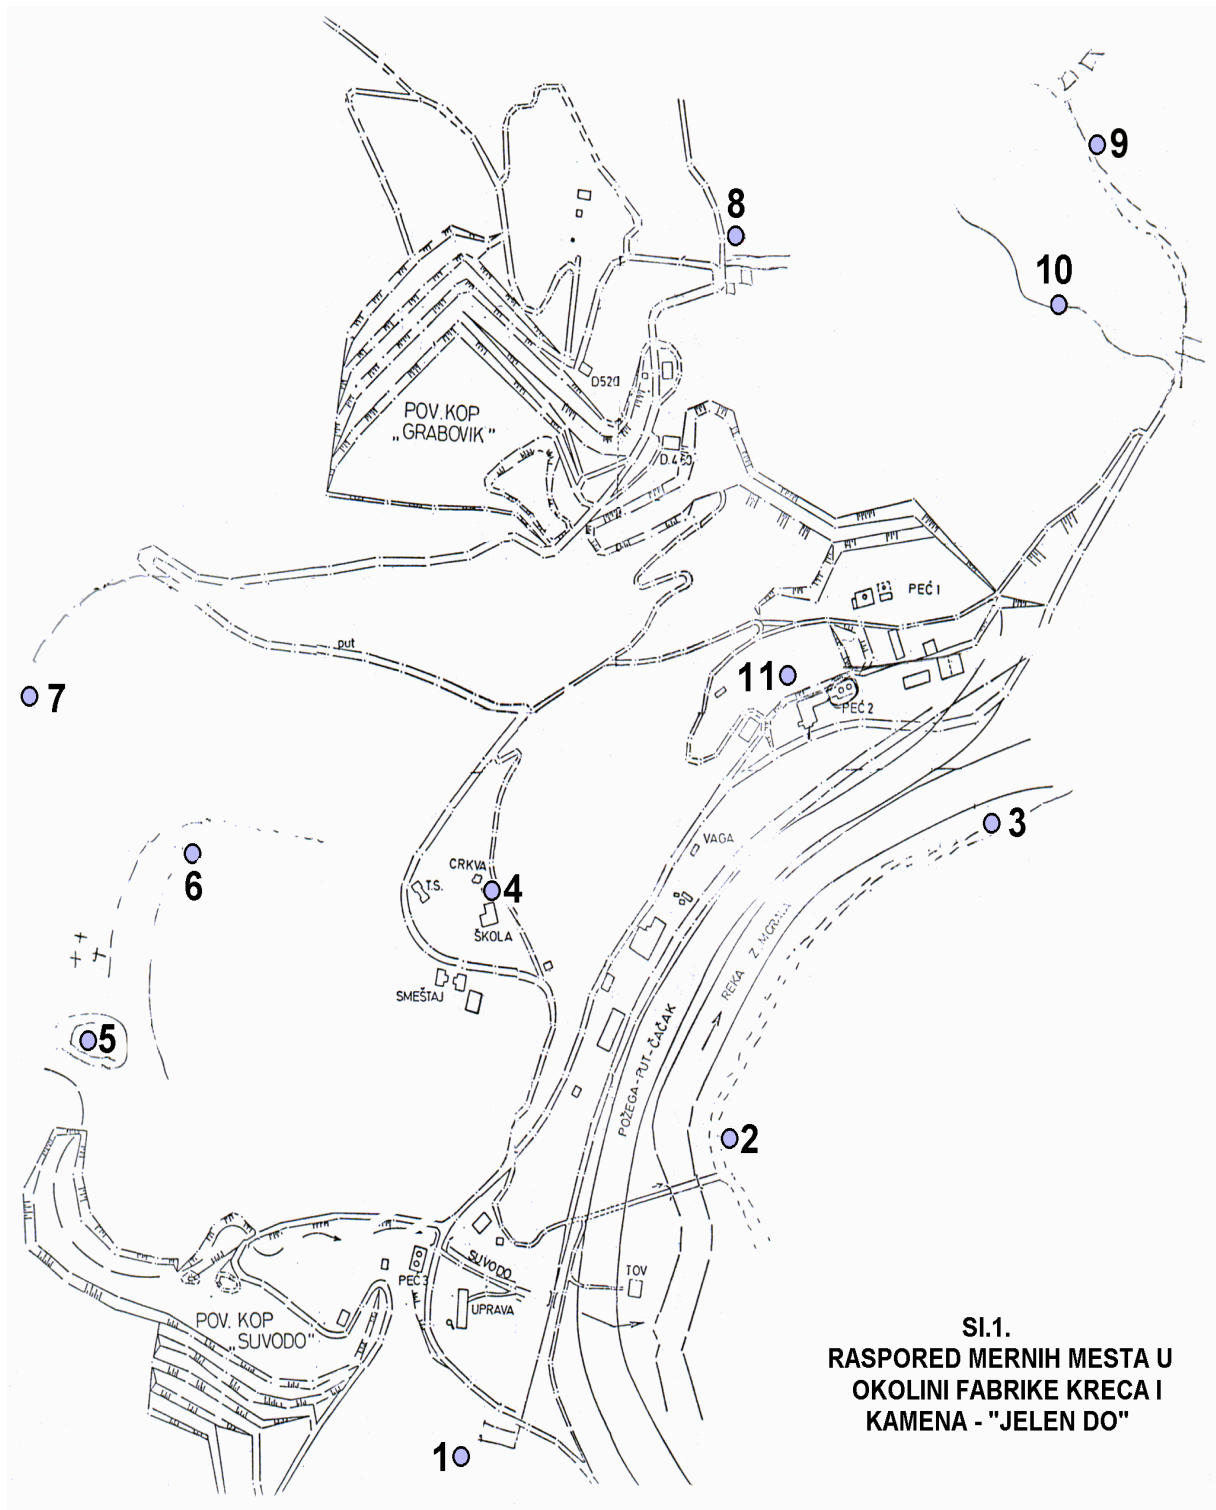 9
8
10
D520
POV. KOP
„GRABOVIK"
D.460
PEĆ 1
put
11
7
PEĆ 2
3
VAGA
CRKVA
6
T.S.
4
ŠKOLA
REKA Z. MORAVA
SMEŠTAJ
5
POŽEGA-PUT-ČAČAK
2
SUVODO
TOV
PEĆ 3
UPRAVA
POV. KOP
„SUVODO"
Sl.1.
RASPORED MERNIH MESTA U
OKOLINI FABRIKE KRECA I
KAMENA - "JELEN DO"
1